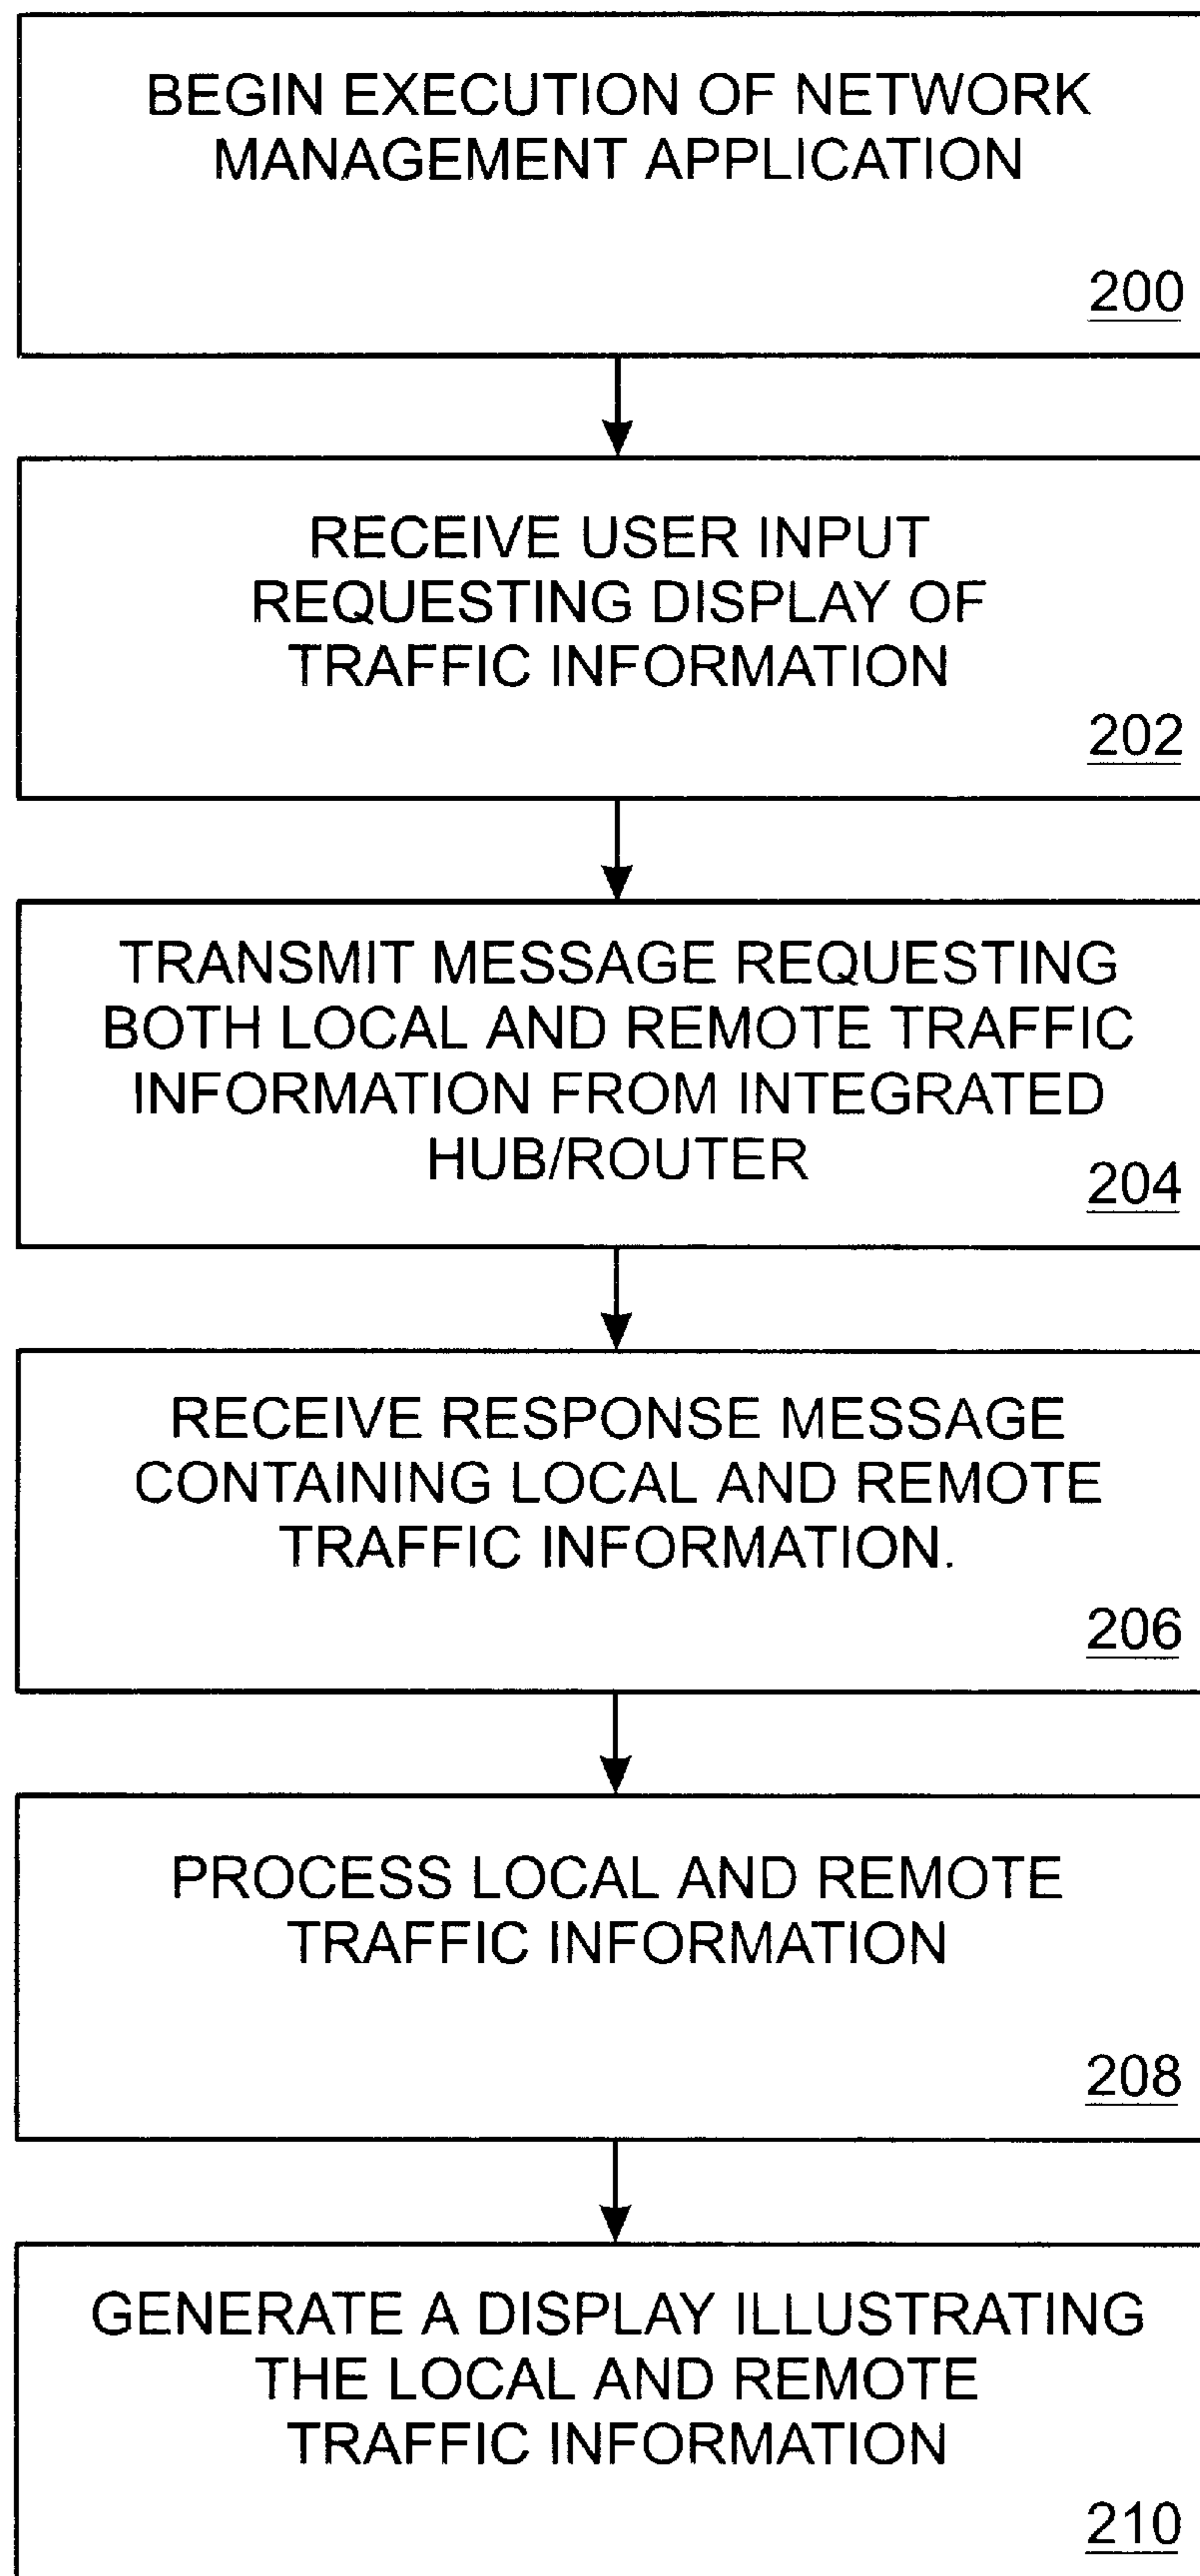 BEGIN EXECUTION OF NETWORK
MANAGEMENT APPLICATION
200
RECEIVE USER INPUT
REQUESTING DISPLAY OF
TRAFFIC INFORMATION
202
TRANSMIT MESSAGE REQUESTING
BOTH LOCAL AND REMOTE TRAFFIC
INFORMATION FROM INTEGRATED
HUB/ROUTER
204
RECEIVE RESPONSE MESSAGE
CONTAINING LOCAL AND REMOTE
TRAFFIC INFORMATION.
206
PROCESS LOCAL AND REMOTE
TRAFFIC INFORMATION
208
GENERATE A DISPLAY ILLUSTRATING
THE LOCAL AND REMOTE
TRAFFIC INFORMATION
210